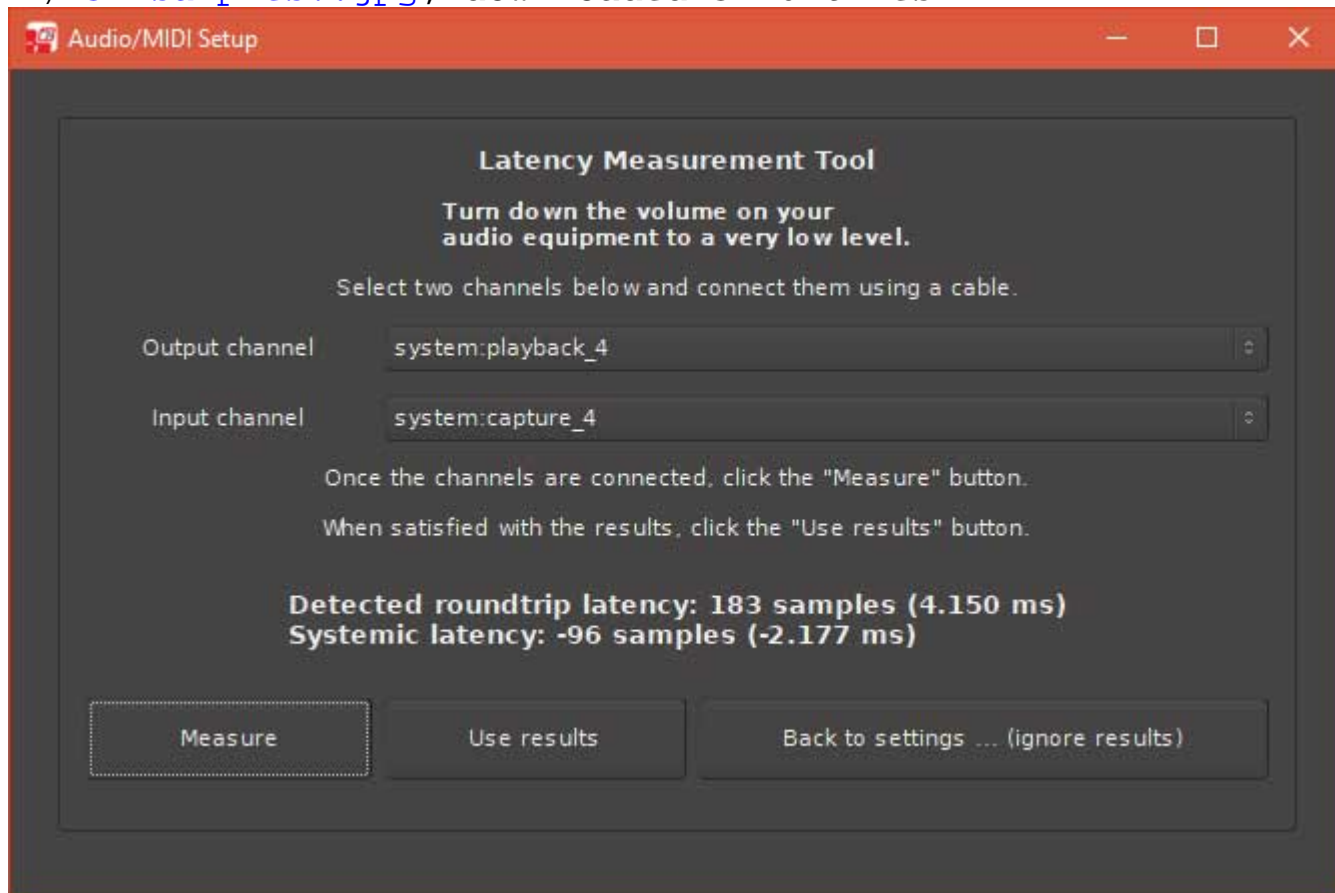 Audio/MIDI Setup
Latency Measurement Tool
Turn down the volume on your
audio equipment to a very low level.
Select two channels below and connect them using a cable.
Output channel
system:playback_4
Input channel
system:capture_4
Once the channels are connected, click the "Measure" button.
When satisfied with the results, click the "Use results" button.
Detected roundtrip latency: 183 samples (4.150 ms)
Systemic latency: -96 samples (-2.177 ms)
Measure
Use results
Back to settings ... (ignore results)